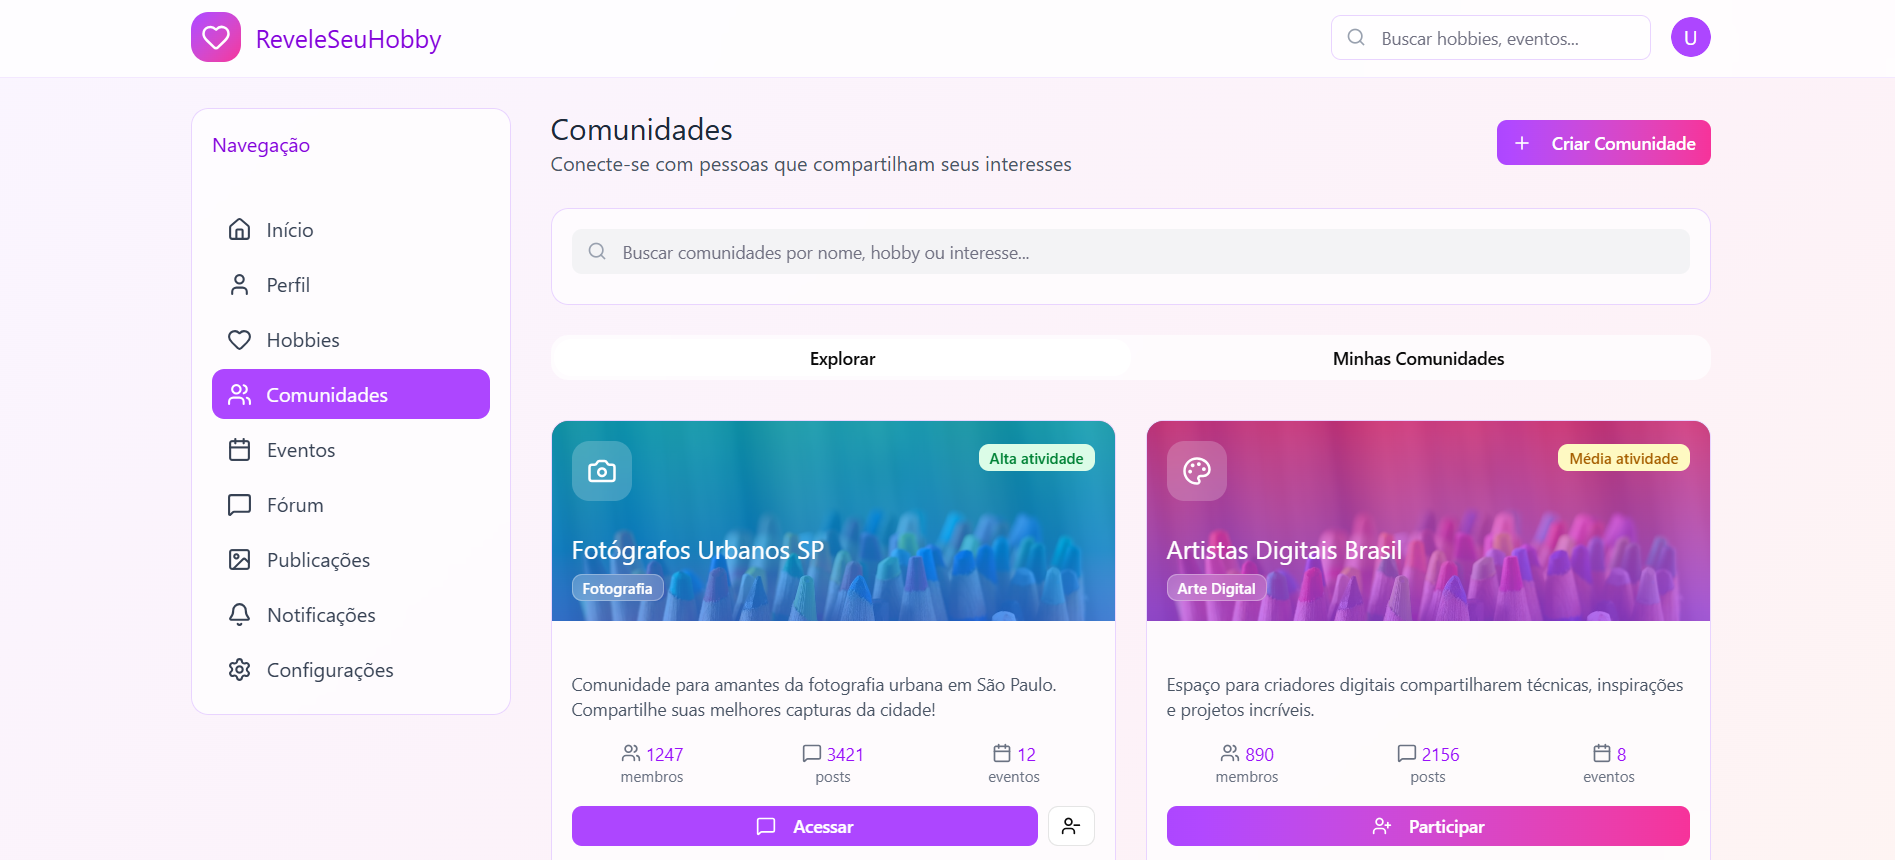 ReveleSeuHobby
Buscar hobbies, eventos...
U
Navegação
Início
Perfil
Hobbies
Comunidades
Eventos
Fórum
Publicações
Notificações
Configurações
Comunidades
Conecte-se com pessoas que compartilham seus interesses
Criar Comunidade
Buscar comunidades por nome, hobby ou interesse...
Explorar
Minhas Comunidades
Alta atividade
Fotógrafos Urbanos SP
Fotografia
Comunidade para amantes da fotografia urbana em São Paulo.
Compartilhe suas melhores capturas da cidade!
1247
membros
3421
posts
12
eventos
Acessar
Média atividade
Artistas Digitais Brasil
Arte Digital
Espaço para criadores digitais compartilharem técnicas, inspirações
e projetos incríveis.
890
membros
2156
posts
8
eventos
Participar